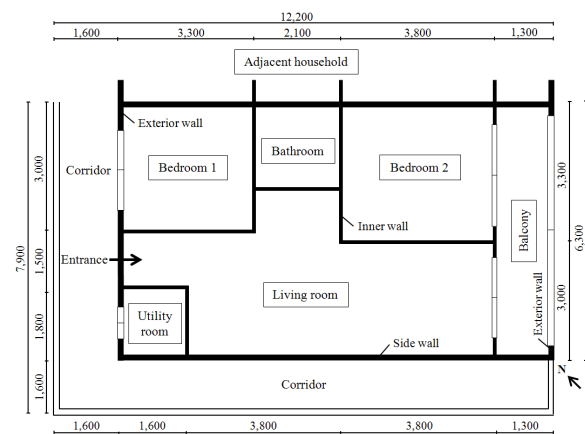 12,200
1,600
3,300
2,100
3,800
1,300
Adjacent household
Exterior wall
Bathroom
Corridor
Bedroom 1
Bedroom 2
Inner wall
Balcony
Entrance
Living room
Utility
room
Side wall
Exterior wall
Corridor
N
7,900
3,000
1,500
1,800
1,600
3,300
3,000
6,300
1,600
1,600
3,800
3,800
1,300